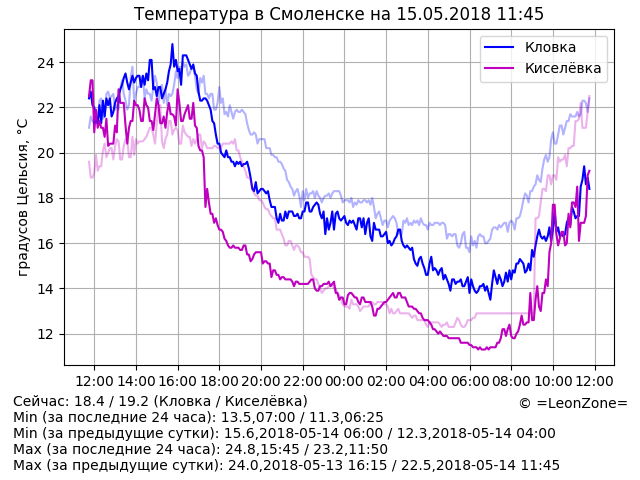 Температура в Смоленске на 15.05.2018 11:45
Кловка
Киселёвка
градусов Цельсия, °C
24
22
20
18
16
14
12
12:00 14:00 16:00 18:00 20:00 22:00 00:00 02:00 04:00 06:00 08:00 10:00 12:00
Сейчас: 18.4 / 19.2 (Кловка / Киселёвка)
© =LeonZone=
Min (за последние 24 часа): 13.5,07:00 / 11.3,06:25
Min (за предыдущие сутки): 15.6,2018-05-14 06:00 / 12.3,2018-05-14 04:00
Max (за последние 24 часа): 24.8,15:45 / 23.2,11:50
Max (за предыдущие сутки): 24.0,2018-05-13 16:15 / 22.5,2018-05-14 11:45